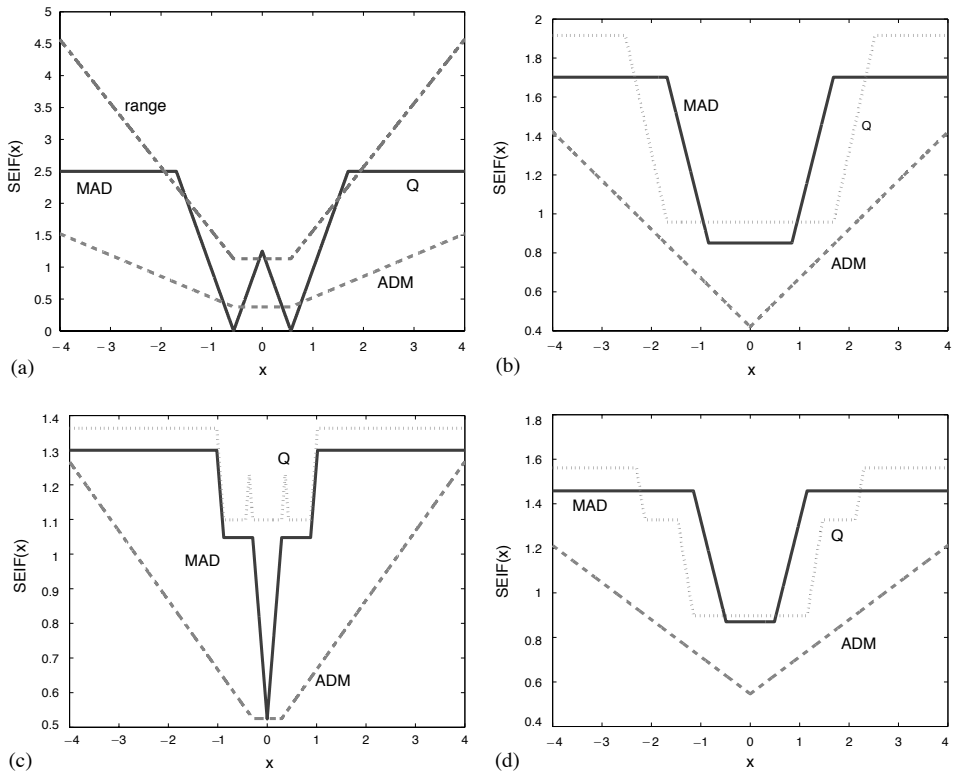 5
4.5
4
3.5
3
2.5
2
1.5
1
0.5
0
SEIF(x)
range
MAD
Q
ADM
−4 −3 −2 −1 0 1 2 3 4
x
(a)
2
1.8
1.6
1.4
1.2
1
0.8
0.6
0.4
SEIF(x)
MAD
Q
ADM
−4 −3 −2 −1 0 1 2 3 4
x
(b)
1.4
1.3
1.2
1.1
1
0.9
0.8
0.7
0.6
0.5
SEIF(x)
Q
MAD
ADM
−4 −3 −2 −1 0 1 2 3 4
x
(c)
1.8
1.6
1.4
1.2
1
0.8
0.6
0.4
SEIF(x)
MAD
Q
ADM
−4 −3 −2 −1 0 1 2 3 4
x
(d)